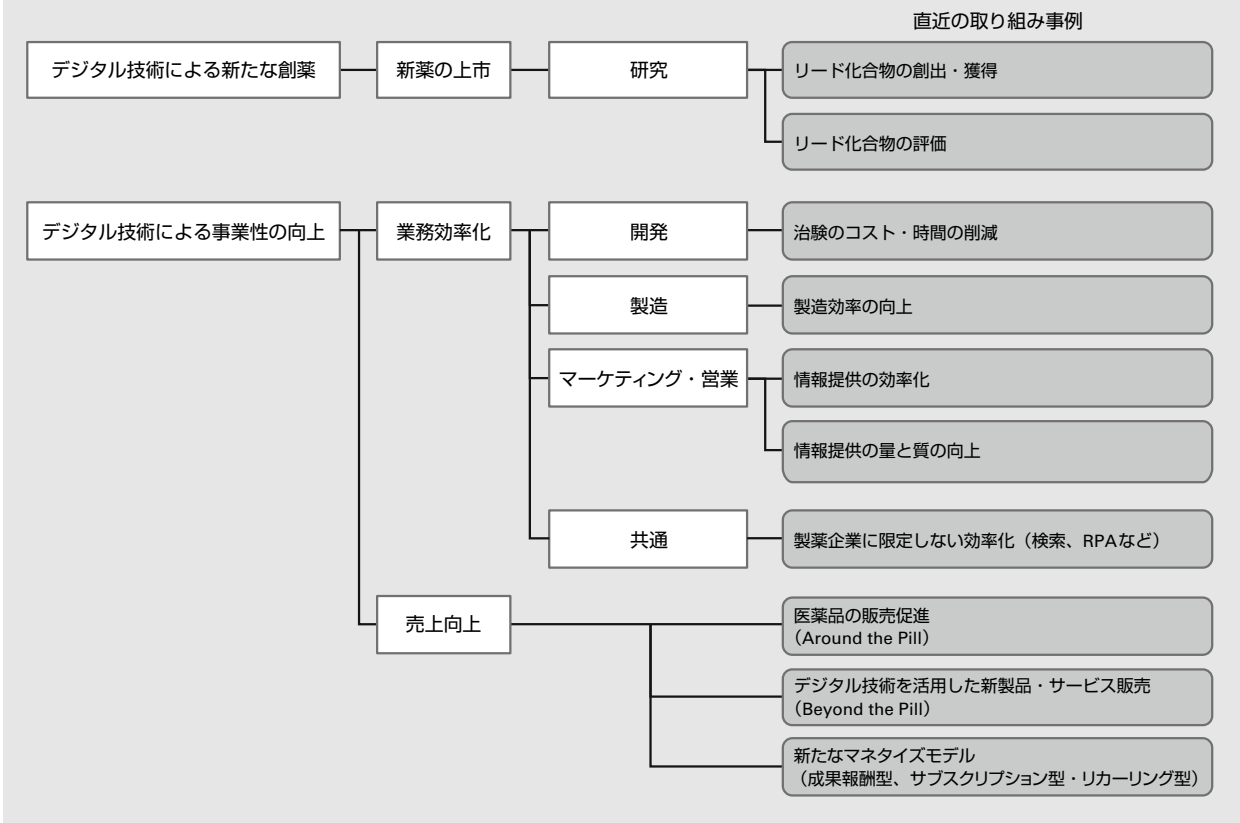 直近の取り組み事例
デジタル技術による新たな創薬
新薬の上市
研究
リード化合物の創出・獲得
リード化合物の評価
デジタル技術による事業性の向上
業務効率化
開発
治験のコスト・時間の削減
製造
製造効率の向上
マーケティング・営業
情報提供の効率化
情報提供の量と質の向上
共通
製薬企業に限定しない効率化（検索、RPAなど）
売上向上
医薬品の販売促進
（Around the Pill）
デジタル技術を活用した新製品・サービス販売
（Beyond the Pill）
新たなマネタイズモデル
（成果報酬型、サブスクリプション型・リカーリング型）